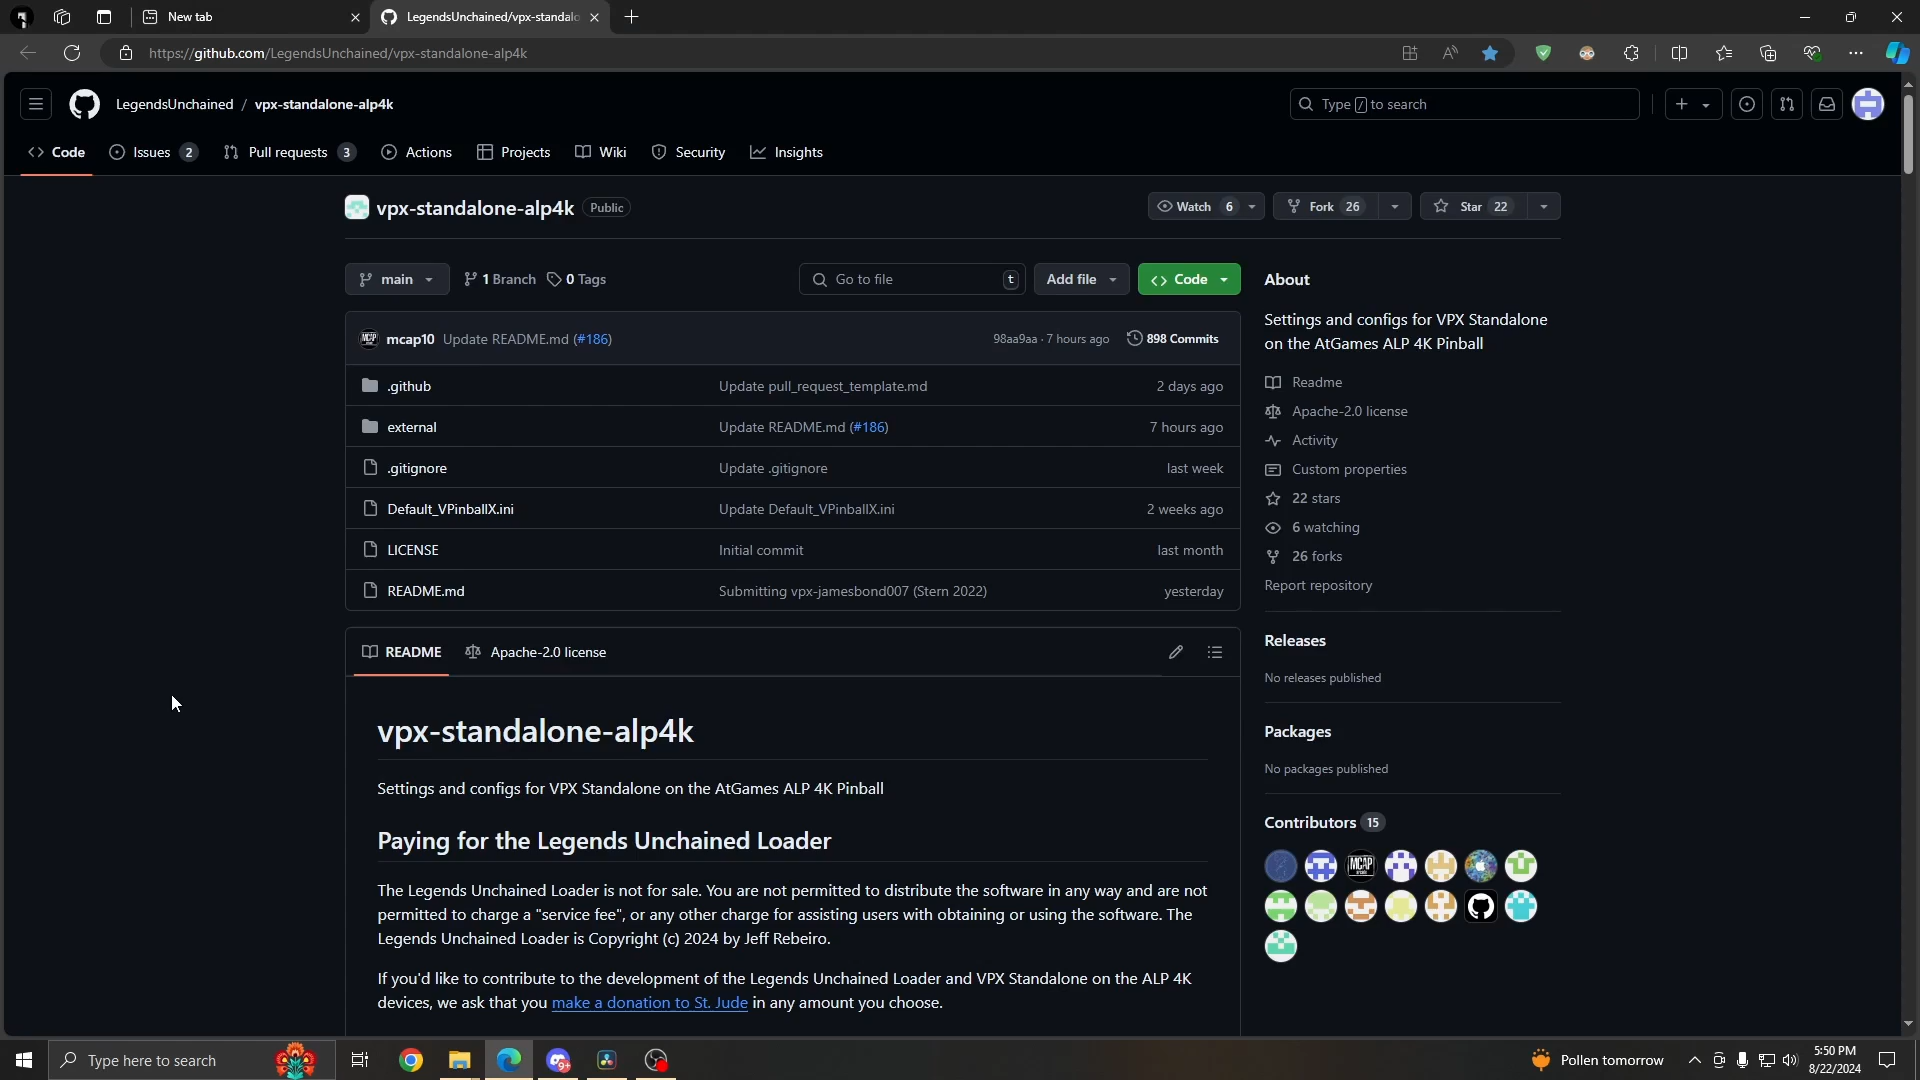 New tab
LegendsUnchained/vpx-standalo
https://github.com/LegendsUnchained/vpx-standalone-alp4k
LegendsUnchained / vpx-standalone-alp4k
Type / to search
Code
Issues 2
Pull requests 3
Actions
Projects
Wiki
Security
Insights
vpx-standalone-alp4k Public
Watch 6
Fork 26
Star 22
main
1 Branch
0 Tags
Go to file t
Add file
<> Code
mcap10 Update README.md (#186)
98aa9aa · 7 hours ago
898 Commits
.github Update pull_request_template.md 2 days ago
external Update README.md (#186) 7 hours ago
.gitignore Update .gitignore last week
Default_VPinballX.ini Update Default_VPinballX.ini 2 weeks ago
LICENSE Initial commit last month
README.md Submitting vpx-jamesbond007 (Stern 2022) yesterday
README
Apache-2.0 license
vpx-standalone-alp4k
Settings and configs for VPX Standalone on the AtGames ALP 4K Pinball
Paying for the Legends Unchained Loader
The Legends Unchained Loader is not for sale. You are not permitted to distribute the software in any way and are not
permitted to charge a "service fee", or any other charge for assisting users with obtaining or using the software. The
Legends Unchained Loader is Copyright (c) 2024 by Jeff Rebeiro.
If you'd like to contribute to the development of the Legends Unchained Loader and VPX Standalone on the ALP 4K
devices, we ask that you make a donation to St. Jude in any amount you choose.
About
Settings and configs for VPX Standalone
on the AtGames ALP 4K Pinball
Readme
Apache-2.0 license
Activity
Custom properties
22 stars
6 watching
26 forks
Report repository
Releases
No releases published
Packages
No packages published
Contributors 15
MCAP
Type here to search
9+
Pollen tomorrow
5:50 PM
8/22/2024